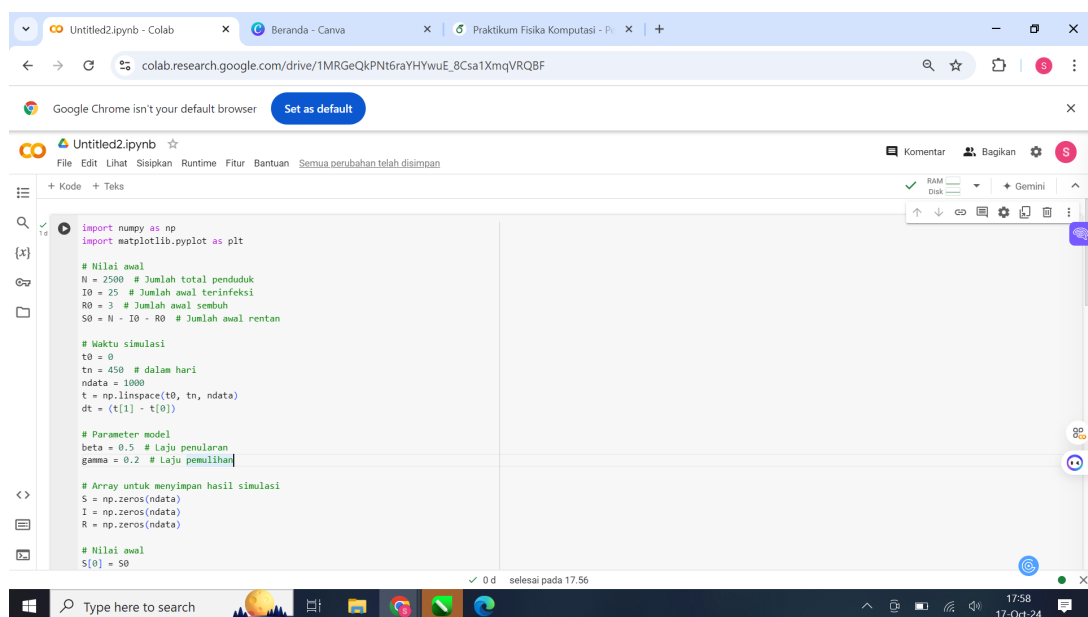 Untitled2.ipynb - Colab
Beranda - Canva
Praktikum Fisika Komputasi - Pe
colab.research.google.com/drive/1MRGeQkPNt6raYHYwuE_8Csa1XmqVRQBF
S
Google Chrome isn't your default browser
Set as default
CO
Untitled2.ipynb
Komentar
Bagikan
S
File Edit Lihat Sisipkan Runtime Fitur Bantuan Semua perubahan telah disimpan
+ Kode + Teks
RAM
Disk
Gemini
1d
{x}
import numpy as np
import matplotlib.pyplot as plt
# Nilai awal
N = 2500 # Jumlah total penduduk
I0 = 25 # Jumlah awal terinfeksi
R0 = 3 # Jumlah awal sembuh
S0 = N - I0 - R0 # Jumlah awal rentan
# Waktu simulasi
t0 = 0
tn = 450 # dalam hari
ndata = 1000
t = np.linspace(t0, tn, ndata)
dt = (t[1] - t[0])
# Parameter model
beta = 0.5 # Laju penularan
gamma = 0.2 # Laju pemulihan
# Array untuk menyimpan hasil simulasi
S = np.zeros(ndata)
I = np.zeros(ndata)
R = np.zeros(ndata)
# Nilai awal
S[0] = S0
0 d selesai pada 17.56
Type here to search
17:58
17-Oct-24